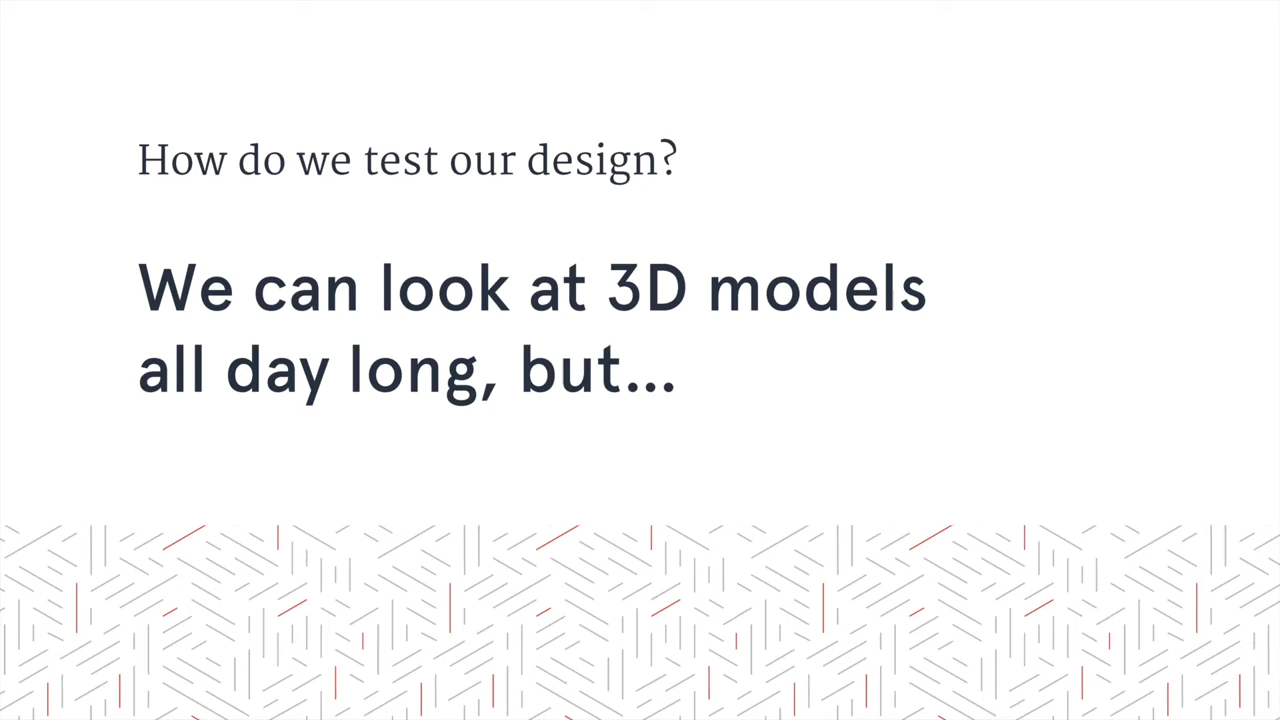 How do we test our design?
We can look at 3D models
all day long, but...